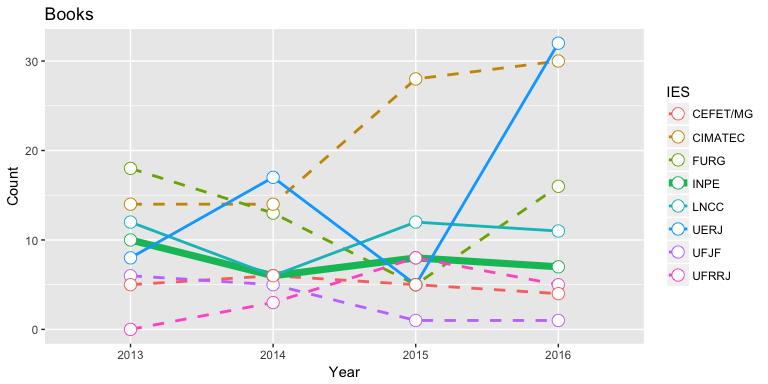 Books
30
20
10
0
Count
2013 2014 2015 2016
Year
IES
CEFET/MG
CIMATEC
FURG
INPE
LNCC
UERJ
UFJF
UFRRJ